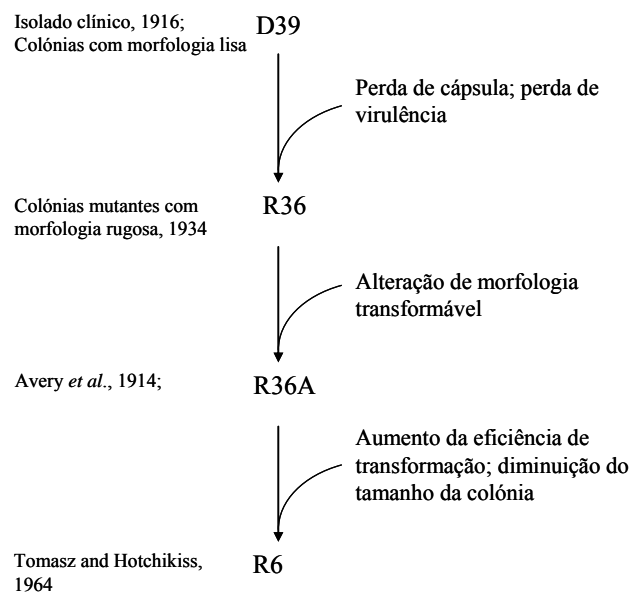 Isolado clínico, 1916;
Colónias com morfologia lisa
D39
Perda de cápsula; perda de
virulência
Colónias mutantes com
morfologia rugosa, 1934
R36
Alteração de morfologia
transformável
Avery et al., 1914;
R36A
Aumento da eficiência de
transformação; diminuição do
tamanho da colónia
Tomasz and Hotchikiss,
1964
R6